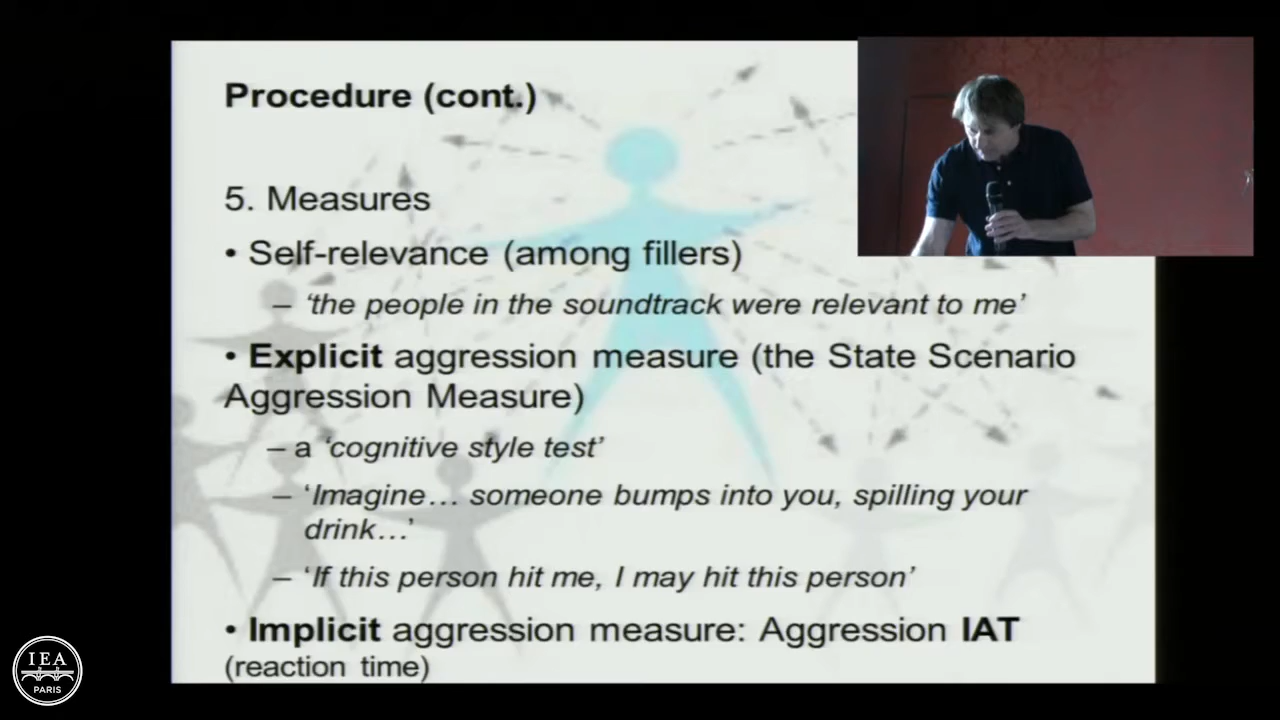 Procedure (cont.)
5. Measures
• Self-relevance (among fillers)
– ‘the people in the soundtrack were relevant to me’
• Explicit aggression measure (the State Scenario
Aggression Measure)
– a ‘cognitive style test’
– ‘Imagine… someone bumps into you, spilling your
drink…’
– ‘If this person hit me, I may hit this person’
• Implicit aggression measure: Aggression IAT
(reaction time)
IEA
PARIS